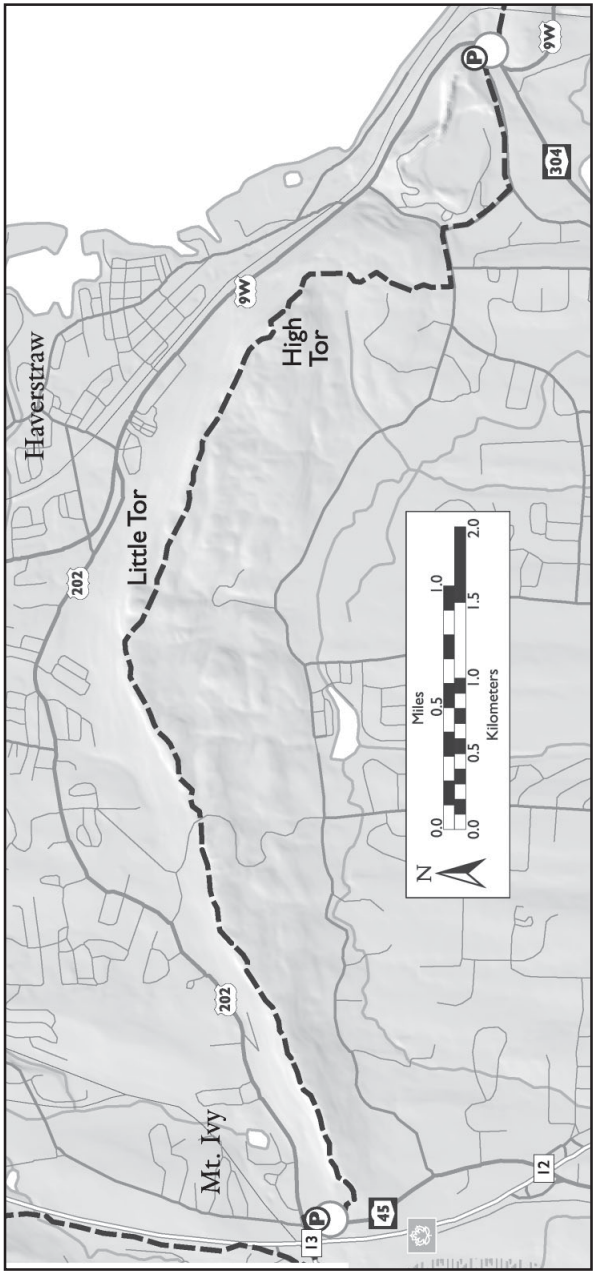 Haverstraw
Mt. Ivy
Little Tor
High
Tor
202
202
9W
9W
304
P
P
13
45
12
N
Miles
0.0
0.5
1.0
0.0
0.5
1.0
1.5
2.0
Kilometers